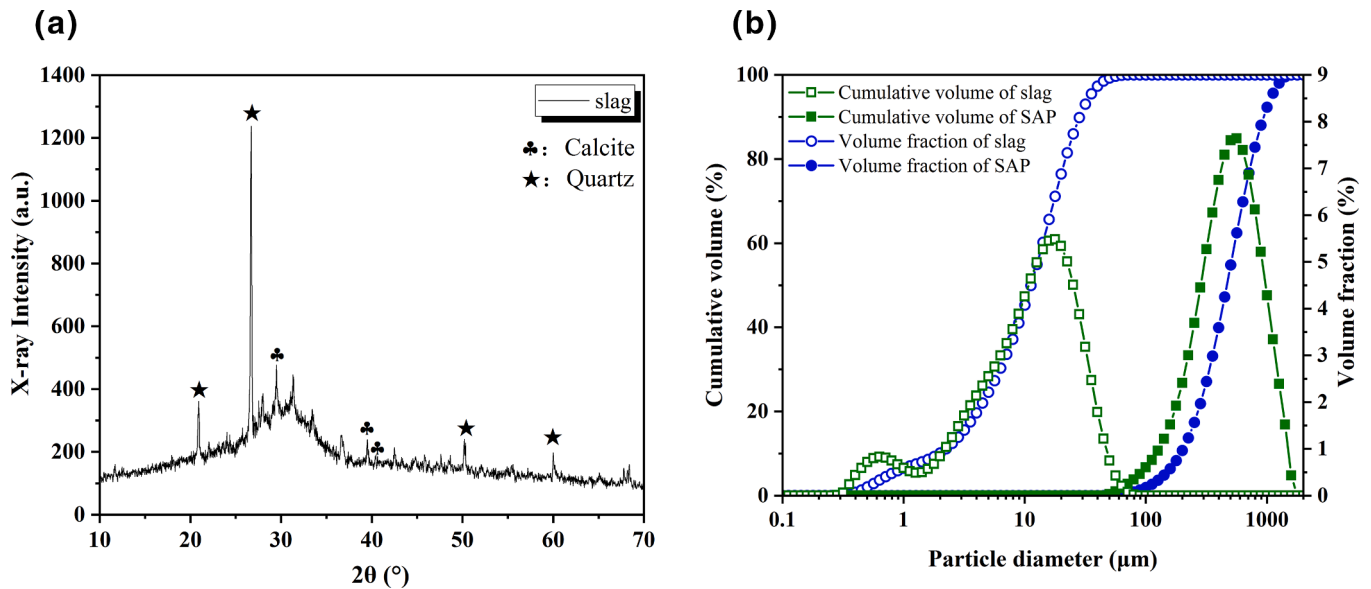 (a)
1400
1200
1000
800
600
400
200
0
10 20 30 40 50 60 70
X-ray Intensity (a.u.)
2θ (°)
slag
♣: Calcite
★: Quartz
(b)
100
80
60
40
20
0
Cumulative volume (%)
Cumulative volume of slag
Cumulative volume of SAP
Volume fraction of slag
Volume fraction of SAP
9
8
7
6
5
4
3
2
1
0
Volume fraction (%)
0.1 1 10 100 1000
Particle diameter (μm)